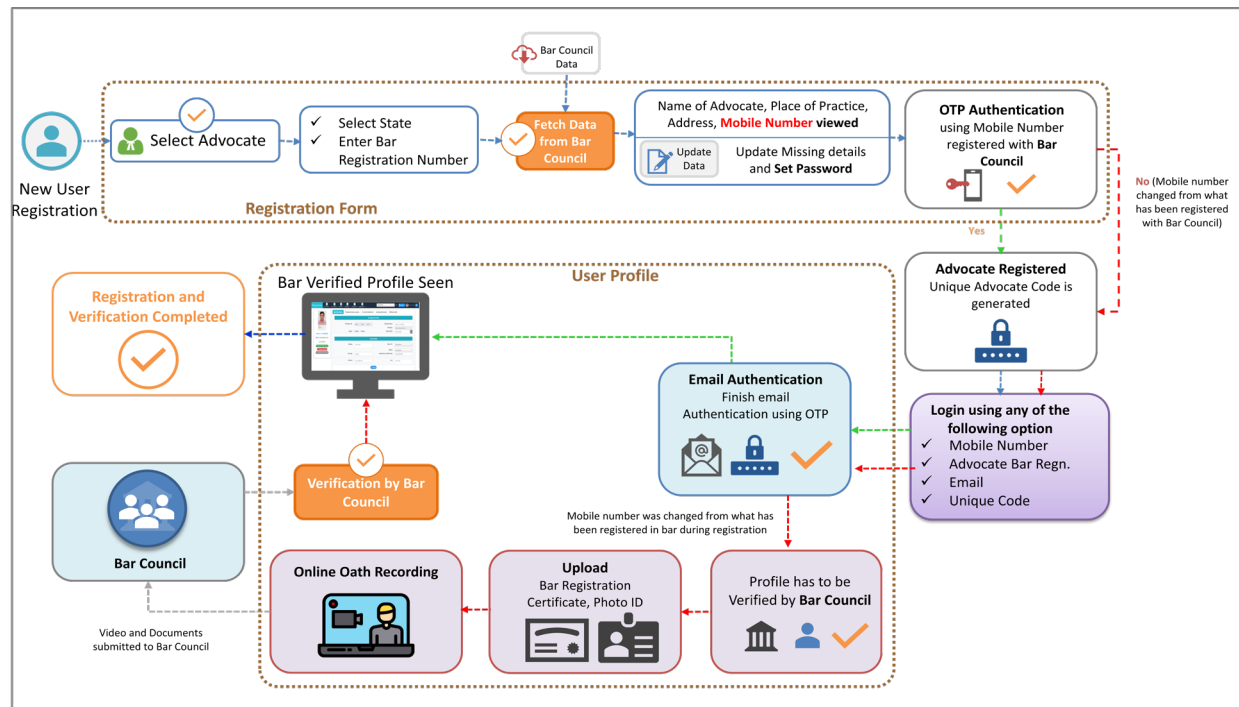 Bar Council
Data
New User
Registration
Select Advocate
✓ Select State
✓ Enter Bar
Registration Number
Fetch Data
from Bar
Council
Name of Advocate, Place of Practice,
Address, Mobile Number viewed
Update
Data
Update Missing details
and Set Password
OTP Authentication
using Mobile Number
registered with Bar
Council
Registration Form
No (Mobile number
changed from what
has been registered
with Bar Council)
Yes
Advocate Registered
Unique Advocate Code is
generated
User Profile
Registration and
Verification Completed
Bar Verified Profile Seen
Email Authentication
Finish email
Authentication using OTP
Login using any of the
following option
✓ Mobile Number
✓ Advocate Bar Regn.
✓ Email
✓ Unique Code
Verification by Bar
Council
Bar Council
Mobile number was changed from what has
been registered in bar during registration
Online Oath Recording
Upload
Bar Registration
Certificate, Photo ID
Profile has to be
Verified by Bar Council
Video and Documents
submitted to Bar Council